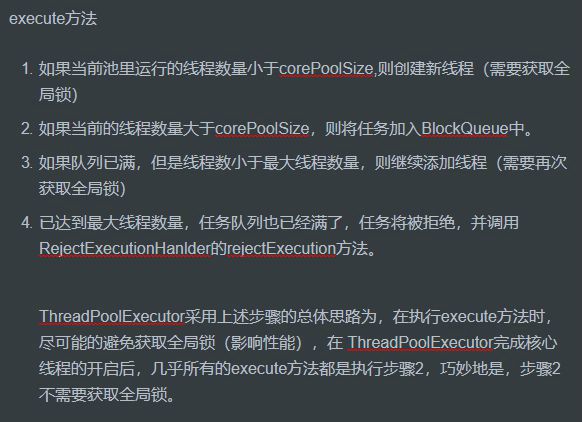 execute方法
1. 如果当前池里运行的线程数量小于corePoolSize,则创建新线程（需要获取全
局锁）
2. 如果当前的线程数量大于corePoolSize，则将任务加入BlockQueue中。
3. 如果队列已满，但是线程数小于最大线程数量，则继续添加线程（需要再次
获取全局锁）
4. 已达到最大线程数量，任务队列也已经满了，任务将被拒绝，并调用
RejectExecutionHanlder的rejectExecution方法。
ThreadPoolExecutor采用上述步骤的总体思路为，在执行execute方法时，
尽可能的避免获取全局锁（影响性能），在 ThreadPoolExecutor完成核心
线程的开启后，几乎所有的execute方法都是执行步骤2，巧妙地是，步骤2
不需要获取全局锁。